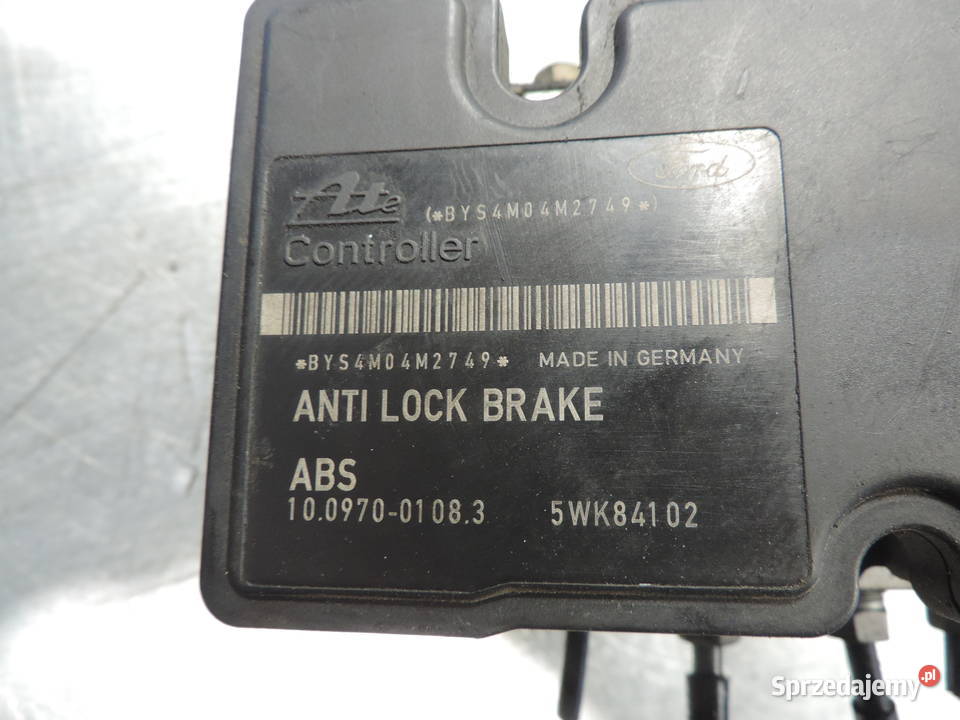 Ford
Ate (*BYS4M04M2749*)
Controller
*BYS4M04M2749* MADE IN GERMANY
ANTI LOCK BRAKE
ABS
10.0970-0108.3 5WK84102
Sprzedajemy.pl